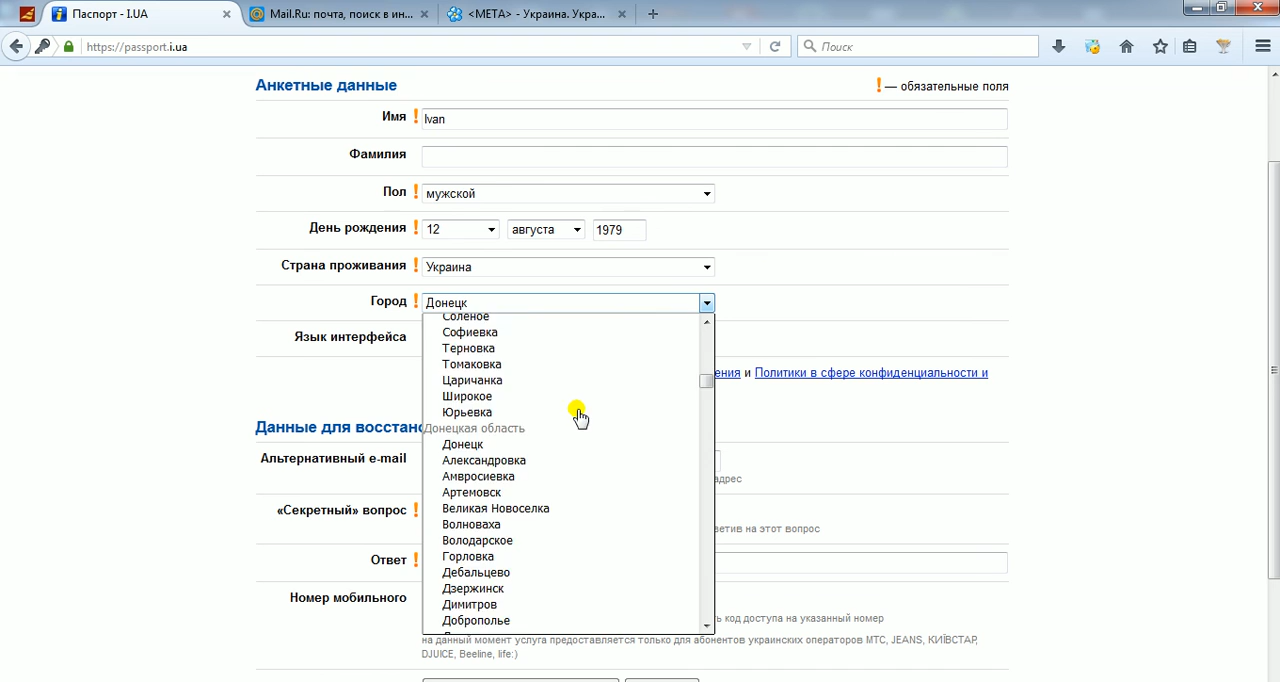 Паспорт - I.UA
Mail.Ru: почта, поиск в ин...
<META> - Украина. Укра...
https://passport.i.ua
Поиск
Анкетные данные
! — обязательные поля
Имя ! Ivan
Фамилия
Пол ! мужской
День рождения ! 12 августа 1979
Страна проживания ! Украина
Город ! Донецк
Соленое
Софиевка
Язык интерфейса
Терновка
Томаковка
ения и Политики в сфере конфиденциальности и
Царичанка
Широкое
Юрьевка
Данные для восстано
Донецкая область
Донецк
Альтернативный e-mail
Александровка
Амвросиевка
адрес
Артемовск
«Секретный» вопрос !
Великая Новоселка
Волноваха
ветив на этот вопрос
Володарское
Горловка
Ответ !
Дебальцево
Дзержинск
Номер мобильного
Димитров
Доброполье
ь код доступа на указанный номер
на данный момент услуга предоставляется только для абонентов украинских операторов МТС, JEANS, КИЇВСТАР,
DJUICE, Beeline, life:)